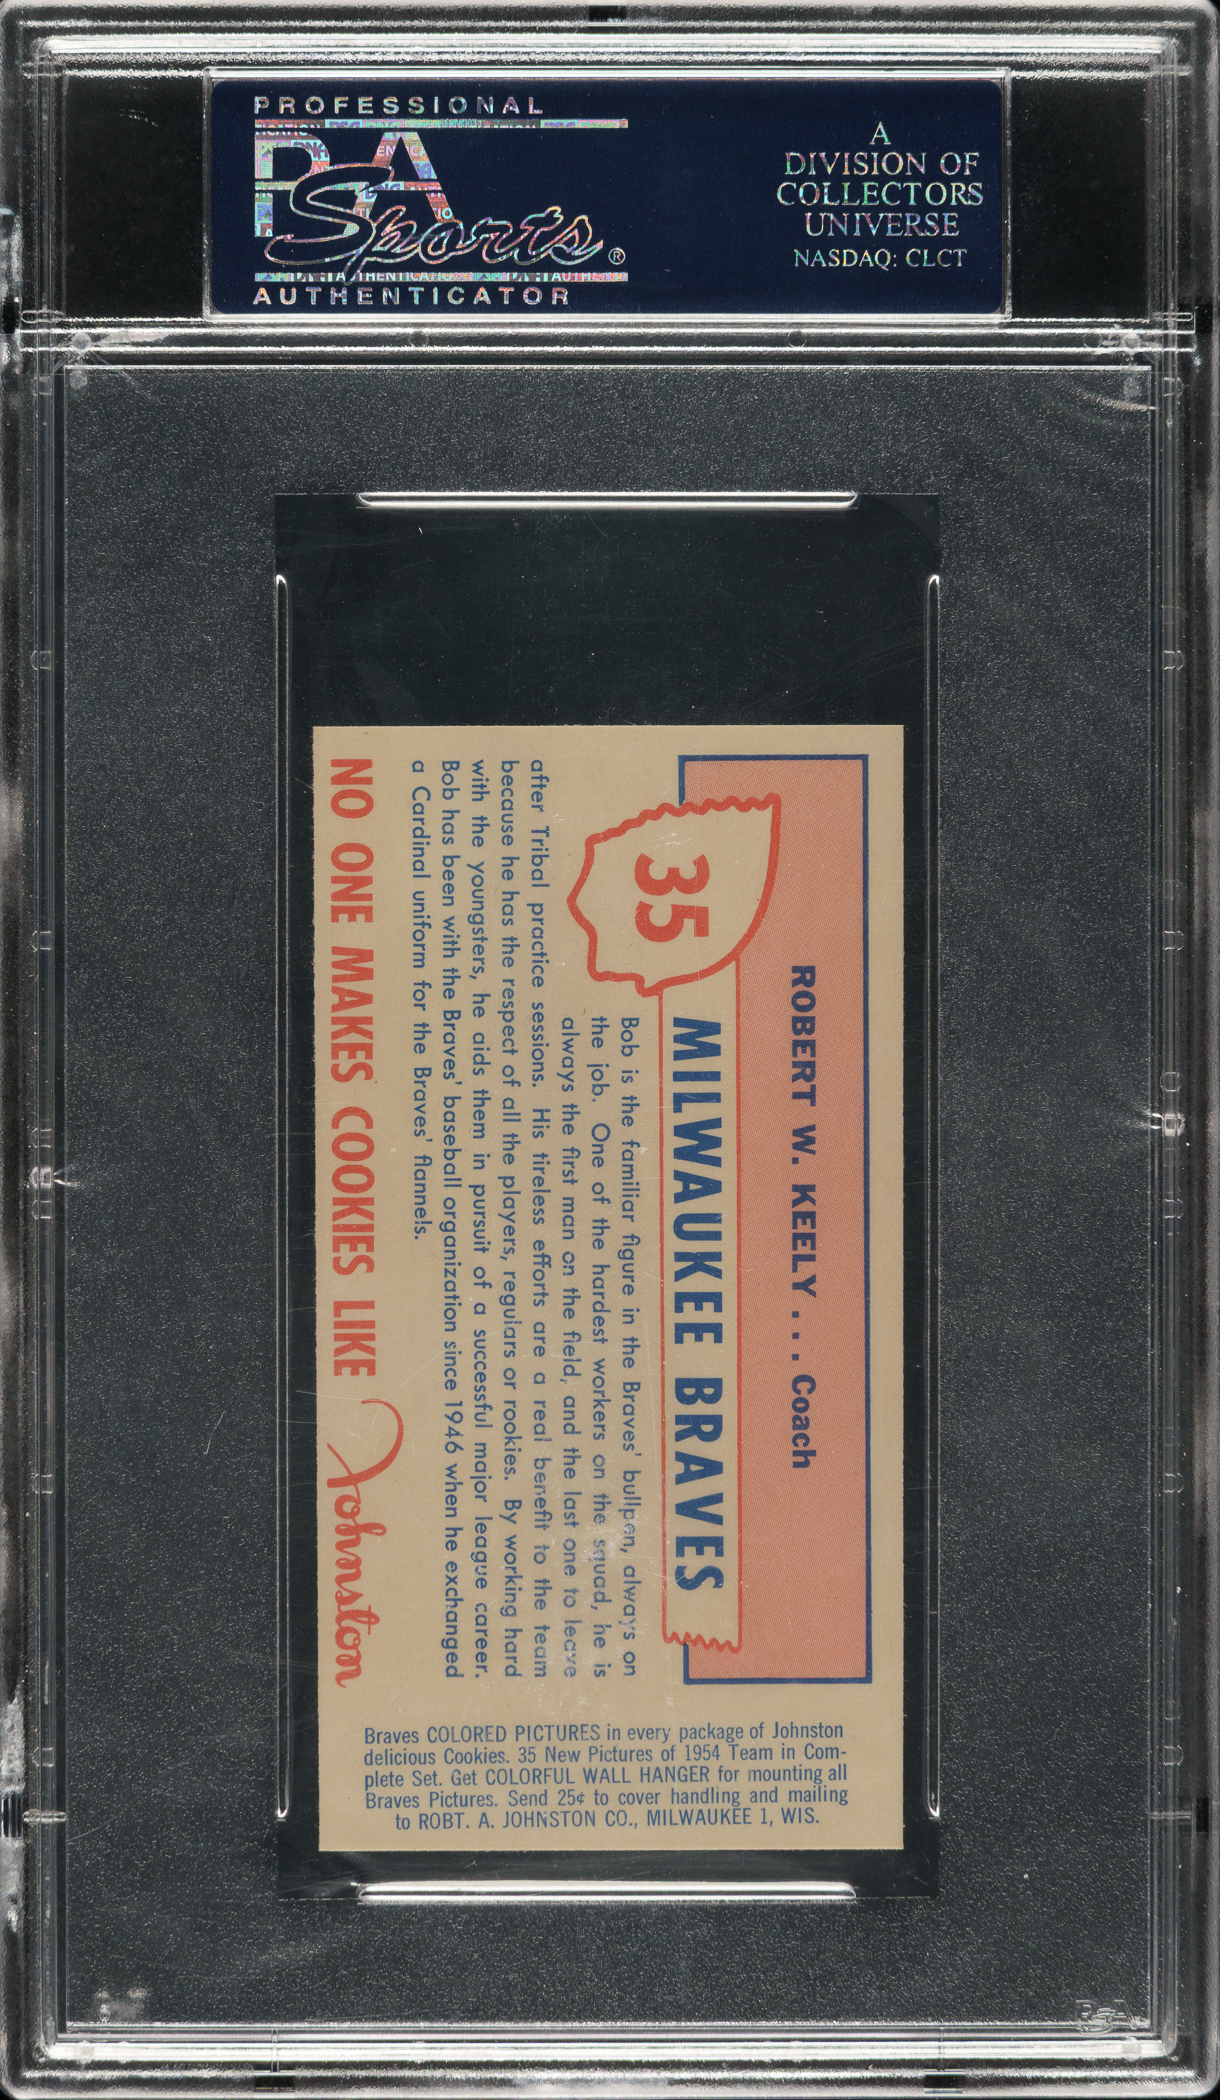 PROFESSIONAL
PSA
Sports®
AUTHENTICATOR
A
DIVISION OF
COLLECTORS
UNIVERSE
NASDAQ: CLCT
ROBERT W. KEELY . . . Coach
35
MILWAUKEE BRAVES
Bob is the familiar figure in the Braves' bullpen, always on
the job. One of the hardest workers on the squad, he is
always the first man on the field, and the last one to leave
after Tribal practice sessions. His tireless efforts are a real benefit to the team
because he has the respect of all the players, regulars or rookies. By working hard
with the youngsters, he aids them in pursuit of a successful major league career.
Bob has been with the Braves' baseball organization since 1946 when he exchanged
a Cardinal uniform for the Braves' flannels.
NO ONE MAKES COOKIES LIKE Johnston
Braves COLORED PICTURES in every package of Johnston
delicious Cookies. 35 New Pictures of 1954 Team in Com-
plete Set. Get COLORFUL WALL HANGER for mounting all
Braves Pictures. Send 25¢ to cover handling and mailing
to ROBT. A. JOHNSTON CO., MILWAUKEE 1, WIS.
PSA